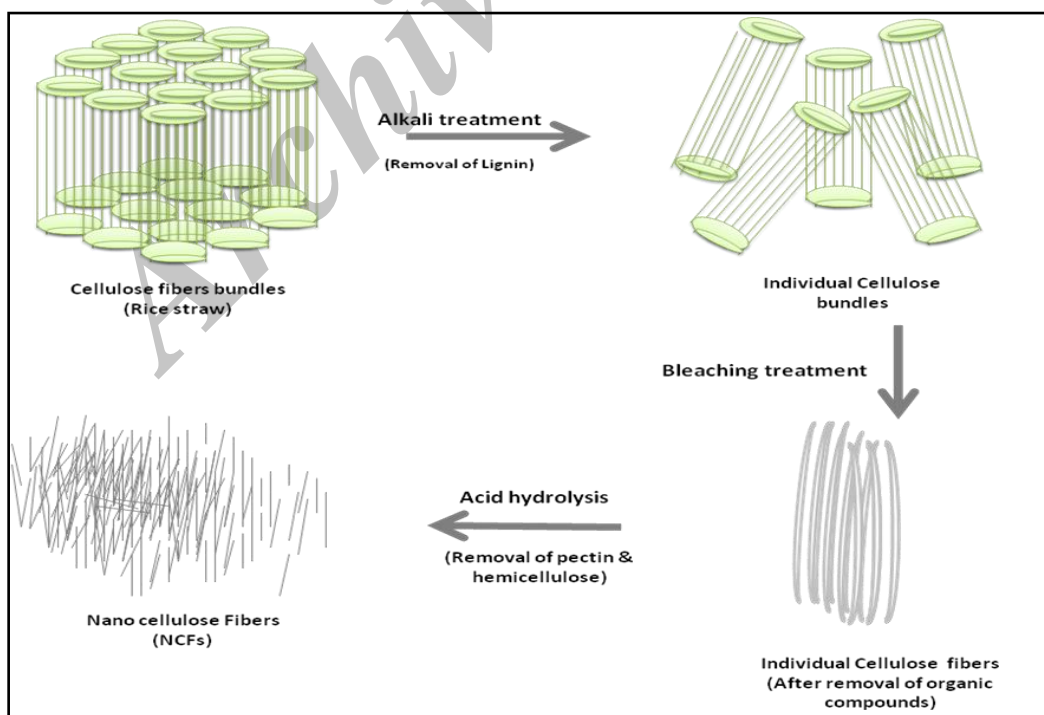 Archiv
Alkali treatment
(Removal of Lignin)
Cellulose fibers bundles
(Rice straw)
Individual Cellulose
bundles
Bleaching treatment
Acid hydrolysis
(Removal of pectin &
hemicellulose)
Nano cellulose Fibers
(NCFs)
Individual Cellulose fibers
(After removal of organic
compounds)